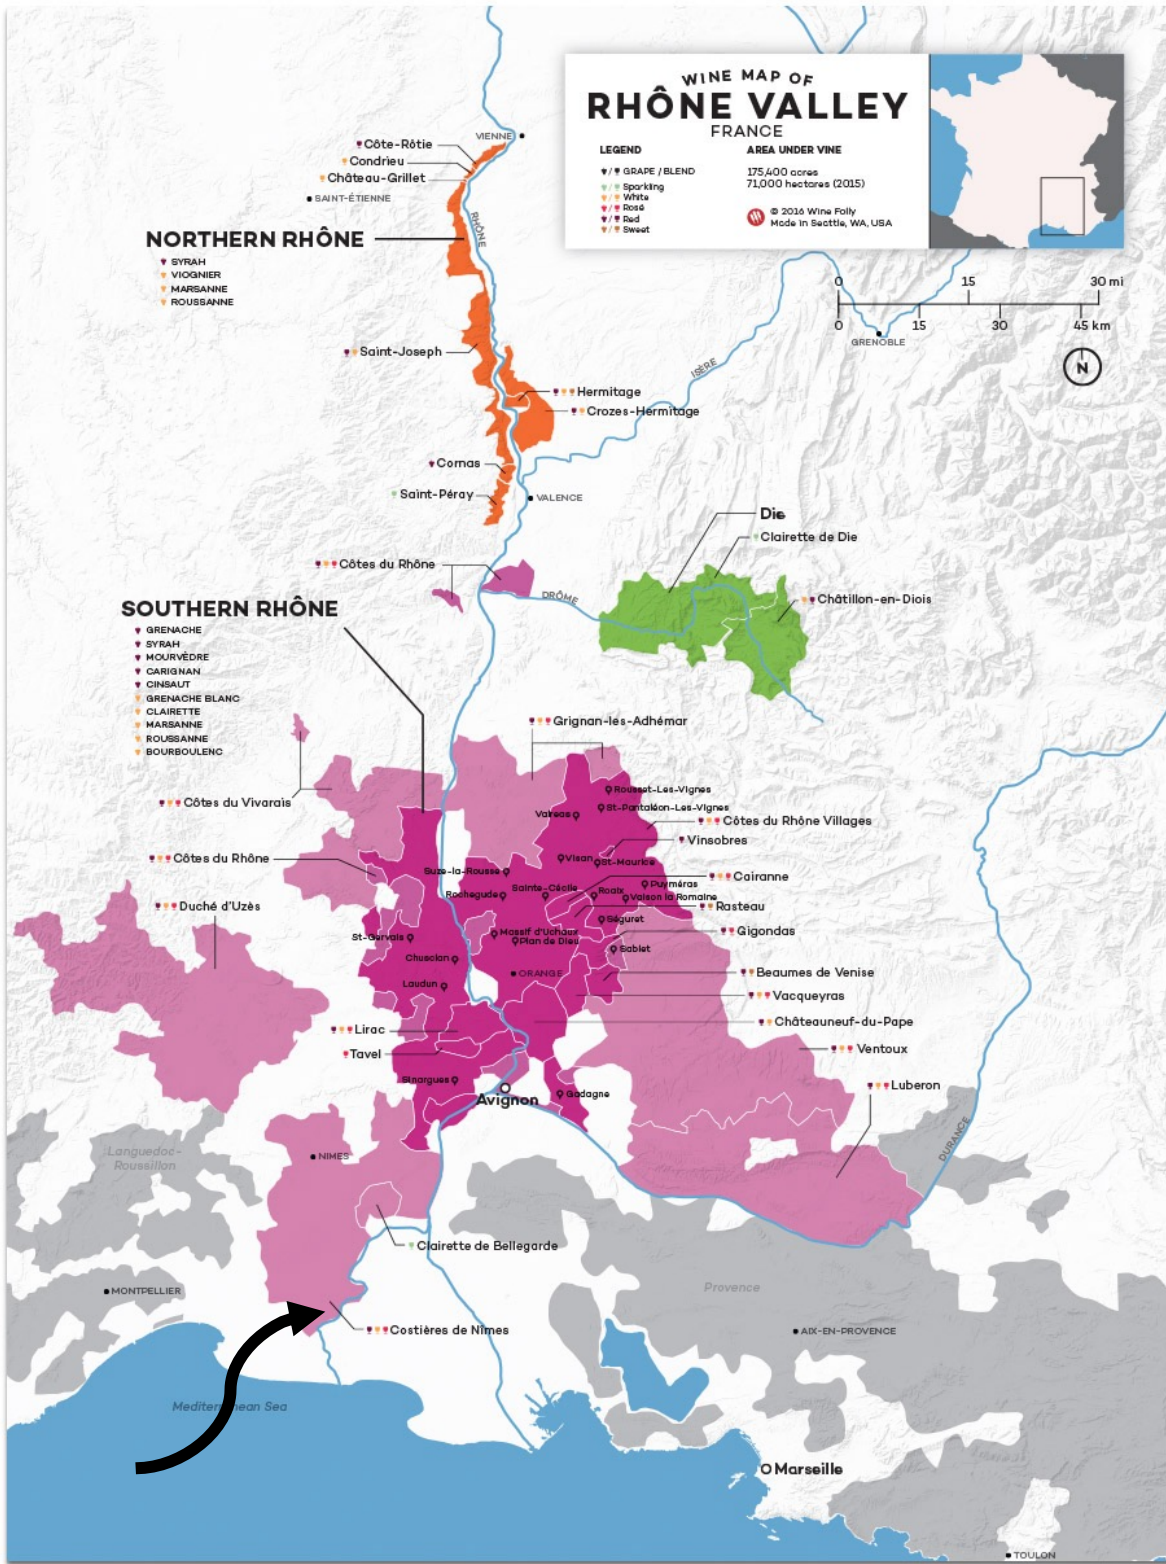 WINE MAP OF
RHÔNE VALLEY
FRANCE
LEGEND
GRAPE / BLEND
Sparkling
White
Rosé
Red
Sweet
AREA UNDER VINE
175,400 acres
71,000 hectares (2015)
© 2016 Wine Folly
Made in Seattle, WA, USA
0 15 30 mi
0 15 30 45 km
N
VIENNE
Côte-Rôtie
Condrieu
Château-Grillet
SAINT-ÉTIENNE
RHÔNE
NORTHERN RHÔNE
SYRAH
VIOGNIER
MARSANNE
ROUSSANNE
GRENOBLE
ISÈRE
Saint-Joseph
Hermitage
Crozes-Hermitage
Cornas
Saint-Péray
VALENCE
Die
Clairette de Die
Côtes du Rhône
DRÔME
Châtillon-en-Diois
SOUTHERN RHÔNE
GRENACHE
SYRAH
MOURVÈDRE
CARIGNAN
CINSAUT
GRENACHE BLANC
CLAIRETTE
MARSANNE
ROUSSANNE
BOURBOULENC
Grignan-les-Adhémar
Rousset-Les-Vignes
Côtes du Vivarais
St-Pantaléon-Les-Vignes
Valreas
Côtes du Rhône Villages
Vinsobres
Côtes du Rhône
Visan
St-Maurice
Suze-la-Rousse
Cairanne
Puyméras
Sainte-Cécile
Roaix
Rochegude
Vaison la Romaine
Duché d'Uzès
Rasteau
Séguret
Massif d'Uchaux
Gigondas
St-Gervais
Plan de Dieu
Sablet
Chusclan
ORANGE
Beaumes de Venise
Laudun
Vacqueyras
Lirac
Châteauneuf-du-Pape
Tavel
Ventoux
Sinargues
Luberon
Avignon
Gadagne
DURANCE
Languedoc-
Roussillon
NIMES
Clairette de Bellegarde
MONTPELLIER
Provence
Costières de Nîmes
AIX-EN-PROVENCE
Mediterranean Sea
Marseille
TOULON